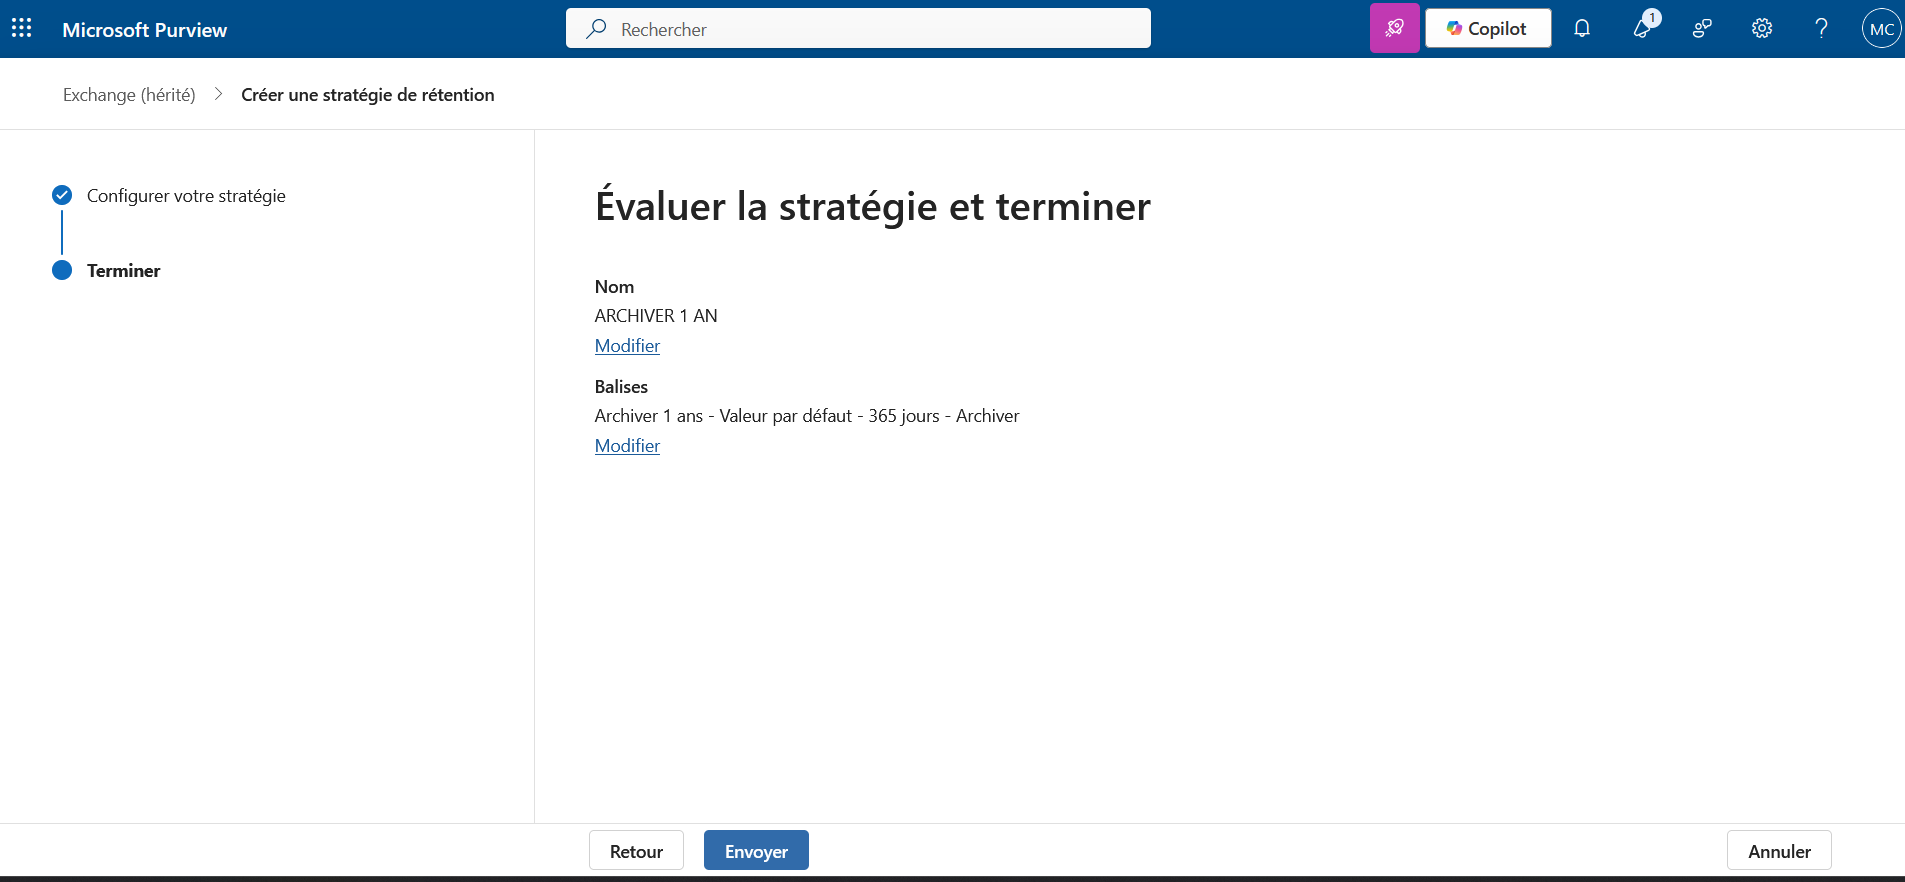 Microsoft Purview
Rechercher
Copilot
1
?
MC
Exchange (hérité) > Créer une stratégie de rétention
Configurer votre stratégie
Terminer
Évaluer la stratégie et terminer
Nom
ARCHIVER 1 AN
Modifier
Balises
Archiver 1 ans - Valeur par défaut - 365 jours - Archiver
Modifier
Retour
Envoyer
Annuler